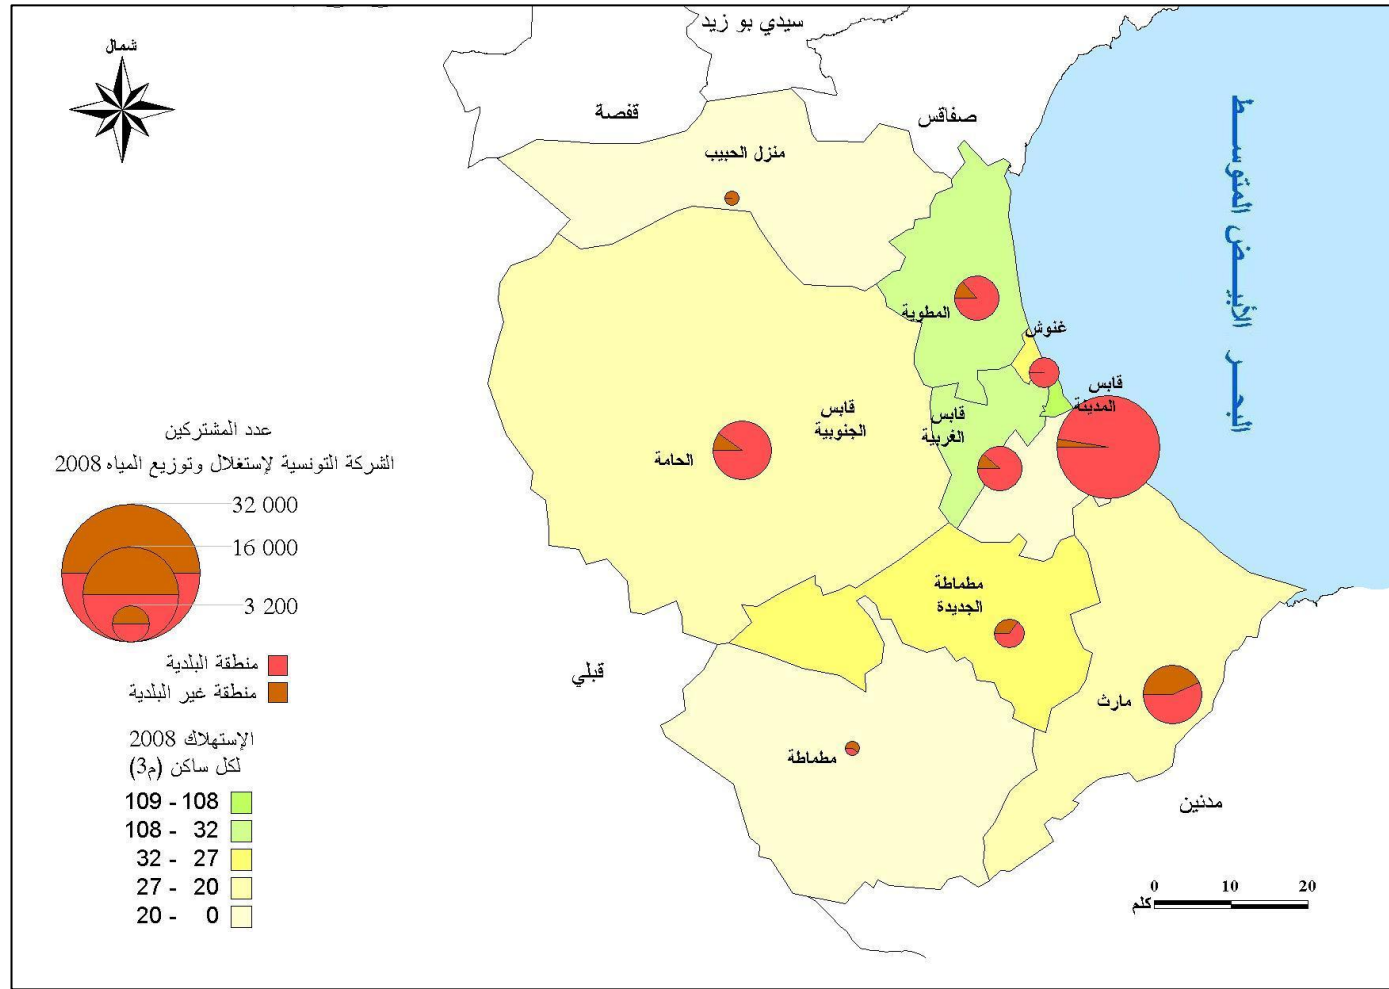 شمال
سيدي بو زيد
قفصة
صفاقس
منزل الحبيب
البحـــر الأبيـــض المتوســـط
المطوية
غنوش
قابس
المدينة
قابس
الغربية
قابس
الجنوبية
الحامة
مطماطة
الجديدة
قبلي
مارث
مطماطة
مدنين
عدد المشتركين
الشركة التونسية لإستغلال وتوزيع المياه 2008
32 000
16 000
3 200
منطقة البلدية
منطقة غير البلدية
الإستهلاك 2008
لكل ساكن (م3)
109 - 108
108 - 32
32 - 27
27 - 20
20 - 0
0 10 20
كلم